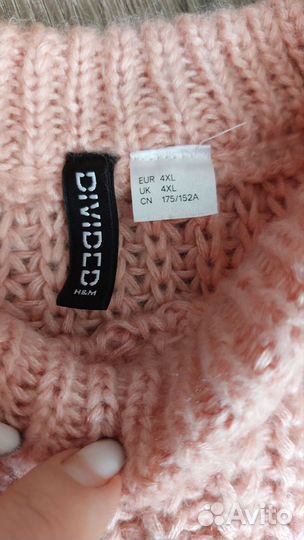 DIVIDED
H&M
EUR 4XL
UK 4XL
CN 175/152A
Avito